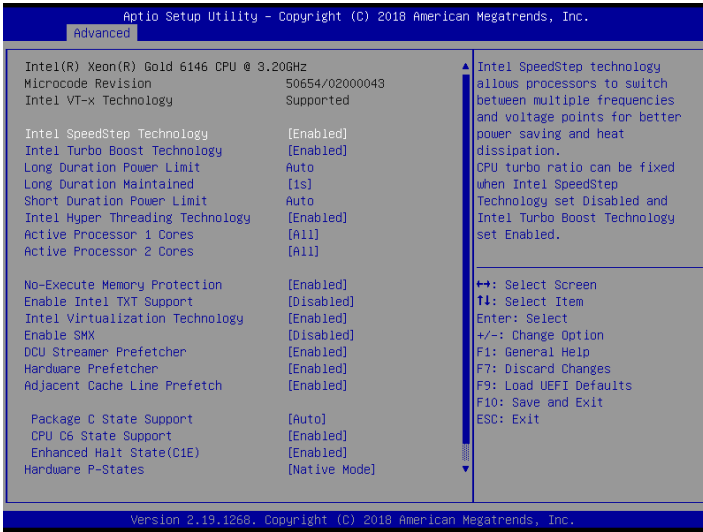 Aptio Setup Utility - Copyright (C) 2018 American Megatrends, Inc.
Advanced
Intel(R) Xeon(R) Gold 6146 CPU @ 3.20GHz
Microcode Revision 50654/02000043
Intel VT-x Technology Supported
Intel SpeedStep Technology [Enabled]
Intel Turbo Boost Technology [Enabled]
Long Duration Power Limit Auto
Long Duration Maintained [1s]
Short Duration Power Limit Auto
Intel Hyper Threading Technology [Enabled]
Active Processor 1 Cores [All]
Active Processor 2 Cores [All]
No-Execute Memory Protection [Enabled]
Enable Intel TXT Support [Disabled]
Intel Virtualization Technology [Enabled]
Enable SMX [Disabled]
DCU Streamer Prefetcher [Enabled]
Hardware Prefetcher [Enabled]
Adjacent Cache Line Prefetch [Enabled]
Package C State Support [Auto]
CPU C6 State Support [Enabled]
Enhanced Halt State(C1E) [Enabled]
Hardware P-States [Native Mode]
Intel SpeedStep technology
allows processors to switch
between multiple frequencies
and voltage points for better
power saving and heat
dissipation.
CPU turbo ratio can be fixed
when Intel SpeedStep
Technology set Disabled and
Intel Turbo Boost Technology
set Enabled.
↔: Select Screen
↑↓: Select Item
Enter: Select
+/-: Change Option
F1: General Help
F7: Discard Changes
F9: Load UEFI Defaults
F10: Save and Exit
ESC: Exit
Version 2.19.1268. Copyright (C) 2018 American Megatrends, Inc.